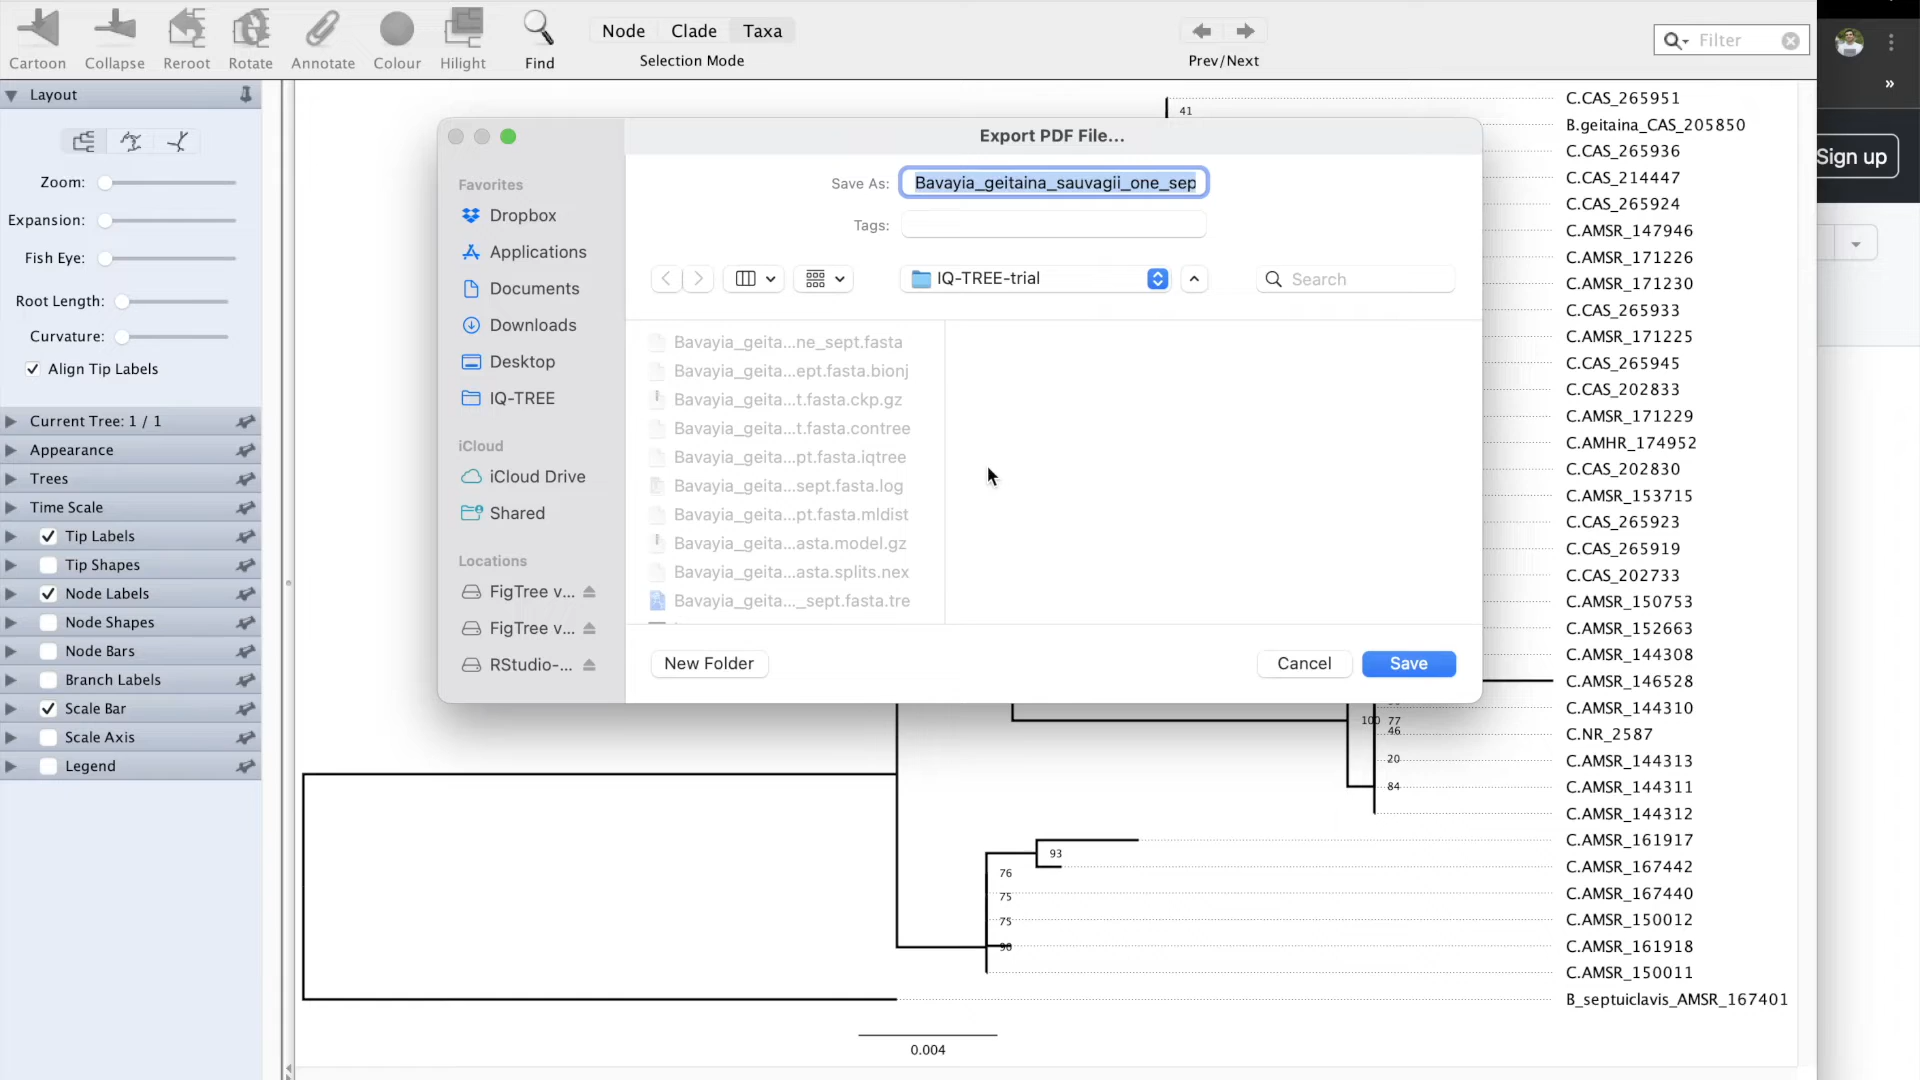 Cartoon Collapse Reroot Rotate Annotate Colour Hilight Find
Node Clade Taxa
Selection Mode
Prev/Next
Filter
Layout
Zoom:
Expansion:
Fish Eye:
Root Length:
Curvature:
Align Tip Labels
Current Tree: 1 / 1
Appearance
Trees
Time Scale
Tip Labels
Tip Shapes
Node Labels
Node Shapes
Node Bars
Branch Labels
Scale Bar
Scale Axis
Legend
Export PDF File...
Save As: Bavayia_geitaina_sauvagii_one_sep
Tags:
IQ-TREE-trial
Search
Favorites
Dropbox
Applications
Documents
Downloads
Desktop
IQ-TREE
iCloud
iCloud Drive
Shared
Locations
FigTree v...
FigTree v...
RStudio-...
Bavayia_geita...ne_sept.fasta
Bavayia_geita...ept.fasta.bionj
Bavayia_geita...t.fasta.ckp.gz
Bavayia_geita...t.fasta.contree
Bavayia_geita...pt.fasta.iqtree
Bavayia_geita...sept.fasta.log
Bavayia_geita...pt.fasta.mldist
Bavayia_geita...asta.model.gz
Bavayia_geita...asta.splits.nex
Bavayia_geita..._sept.fasta.tre
New Folder
Cancel
Save
41
C.CAS_265951
B.geitaina_CAS_205850
C.CAS_265936
C.CAS_214447
C.CAS_265924
C.AMSR_147946
C.AMSR_171226
C.AMSR_171230
C.CAS_265933
C.AMSR_171225
C.CAS_265945
C.CAS_202833
C.AMSR_171229
C.AMHR_174952
C.CAS_202830
C.AMSR_153715
C.CAS_265923
C.CAS_265919
C.CAS_202733
C.AMSR_150753
C.AMSR_152663
C.AMSR_144308
C.AMSR_146528
C.AMSR_144310
C.NR_2587
C.AMSR_144313
C.AMSR_144311
C.AMSR_144312
C.AMSR_161917
C.AMSR_167442
C.AMSR_167440
C.AMSR_150012
C.AMSR_161918
C.AMSR_150011
B_septuiclavis_AMSR_167401
100 77
46
20
84
93
76
75
75
90
0.004
Sign up
»